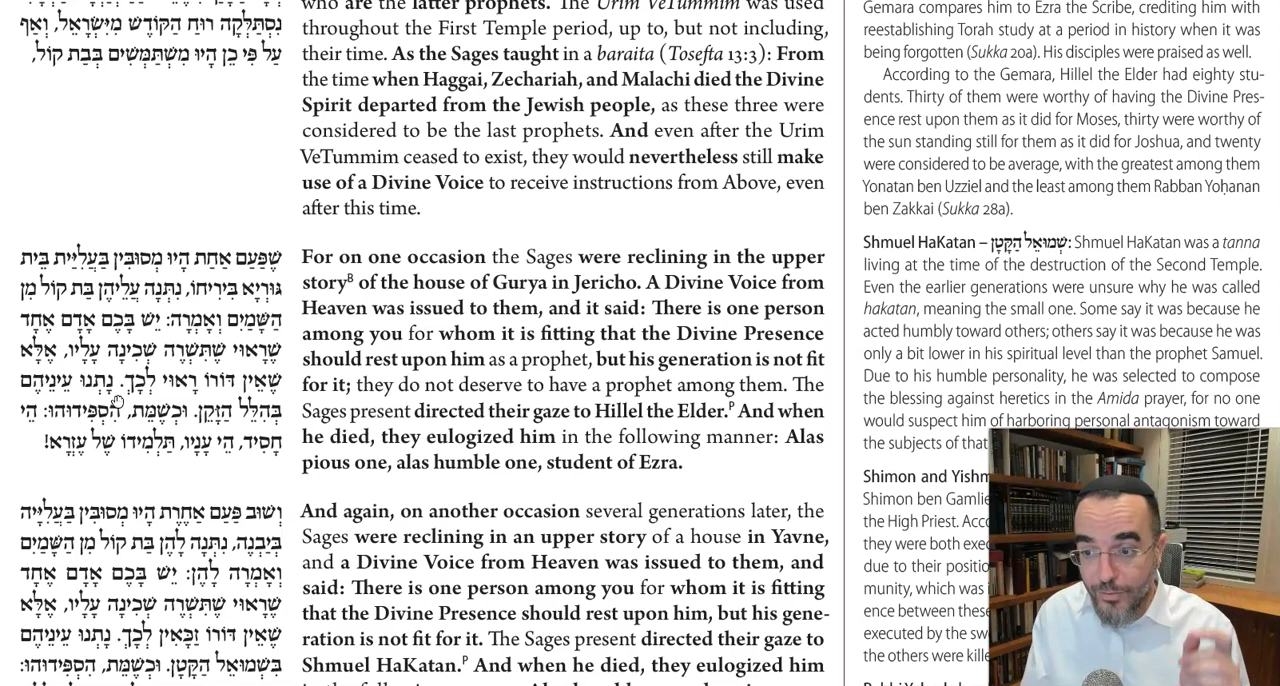 נִסְתַּלְּקָה רוּחַ הַקּוֹדֶשׁ מִיִּשְׂרָאֵל, וְאַף
עַל פִּי כֵן הָיוּ מִשְׁתַּמְּשִׁים בְּבַת קוֹל,
שֶׁפַּעַם אַחַת הָיוּ מְסוּבִּין בַּעֲלִיַּית בֵּית
גּוּרְיָא בִּירִיחוֹ, נִתְּנָה עֲלֵיהֶן בַּת קוֹל מִן
הַשָּׁמַיִם וְאָמְרָה: יֵשׁ בָּכֶם אָדָם אֶחָד
שֶׁרָאוּי שֶׁתִּשְׁרֶה שְׁכִינָה עָלָיו, אֶלָּא
שֶׁאֵין דּוֹרוֹ רָאוּי לְכָךְ. נָתְנוּ עֵינֵיהֶם
בְּהִלֵּל הַזָּקֵן. וּכְשֶׁמֵּת, הִסְפִּידוּהוּ: הֵי
חָסִיד, הֵי עָנָיו, תַּלְמִידוֹ שֶׁל עֶזְרָא!
וְשׁוּב פַּעַם אַחֶרֶת הָיוּ מְסוּבִּין בַּעֲלִיָּיה
בְּיַבְנֶה, נִתְּנָה לָהֶן בַּת קוֹל מִן הַשָּׁמַיִם
וְאָמְרָה לָהֶן: יֵשׁ בָּכֶם אָדָם אֶחָד
שֶׁרָאוּי שֶׁתִּשְׁרֶה שְׁכִינָה עָלָיו, אֶלָּא
שֶׁאֵין דּוֹרוֹ זַכָּאִין לְכָךְ. נָתְנוּ עֵינֵיהֶם
בִּשְׁמוּאֵל הַקָּטָן. וּכְשֶׁמֵּת, הִסְפִּידוּהוּ:
who are the latter prophets. The Urim VeTummim was used
throughout the First Temple period, up to, but not including,
their time. As the Sages taught in a baraita (Tosefta 13:3): From
the time when Haggai, Zechariah, and Malachi died the Divine
Spirit departed from the Jewish people, as these three were
considered to be the last prophets. And even after the Urim
VeTummim ceased to exist, they would nevertheless still make
use of a Divine Voice to receive instructions from Above, even
after this time.
For on one occasion the Sages were reclining in the upper
storyB of the house of Gurya in Jericho. A Divine Voice from
Heaven was issued to them, and it said: There is one person
among you for whom it is fitting that the Divine Presence
should rest upon him as a prophet, but his generation is not fit
for it; they do not deserve to have a prophet among them. The
Sages present directed their gaze to Hillel the Elder.P And when
he died, they eulogized him in the following manner: Alas
pious one, alas humble one, student of Ezra.
And again, on another occasion several generations later, the
Sages were reclining in an upper story of a house in Yavne,
and a Divine Voice from Heaven was issued to them, and it
said: There is one person among you for whom it is fitting
that the Divine Presence should rest upon him, but his gene-
ration is not fit for it. The Sages present directed their gaze to
Shmuel HaKatan.P And when he died, they eulogized him
Gemara compares him to Ezra the Scribe, crediting him with
reestablishing Torah study at a period in history when it was
being forgotten (Sukka 20a). His disciples were praised as well.
According to the Gemara, Hillel the Elder had eighty stu-
dents. Thirty of them were worthy of having the Divine Pres-
ence rest upon them as it did for Moses, thirty were worthy of
the sun standing still for them as it did for Joshua, and twenty
were considered to be average, with the greatest among them
Yonatan ben Uzziel and the least among them Rabban Yoḥanan
ben Zakkai (Sukka 28a).
Shmuel HaKatan – שְׁמוּאֵל הַקָּטָן: Shmuel HaKatan was a tanna
living at the time of the destruction of the Second Temple.
Even the earlier generations were unsure why he was called
hakatan, meaning the small one. Some say it was because he
acted humbly toward others; others say it was because he was
only a bit lower in his spiritual level than the prophet Samuel.
Due to his humble personality, he was selected to compose
the blessing against heretics in the Amida prayer, for no one
would suspect him of harboring personal antagonism toward
the subjects of that
Shimon and Yishm
Shimon ben Gamlie
the High Priest. Acco
they were both exec
due to their positio
munity, which was i
ence between these
executed by the sw
the others were kille